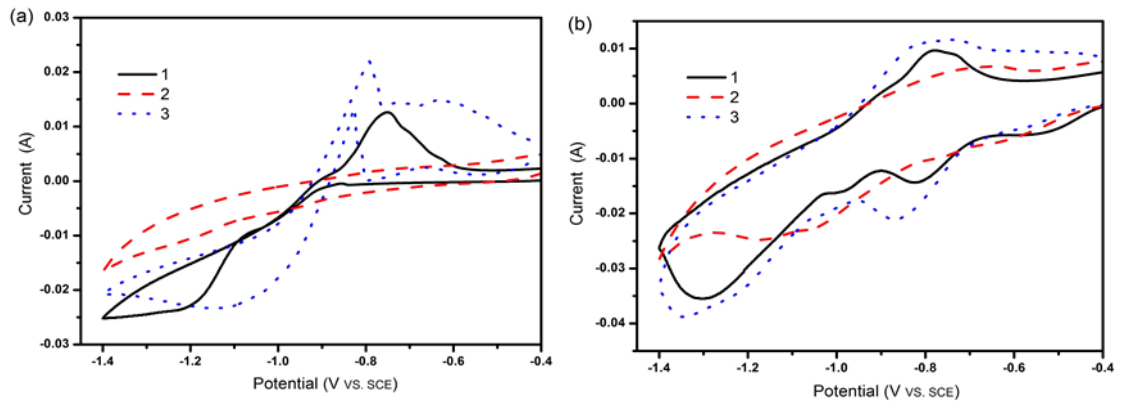 (a)
0.03
0.02
0.01
0.00
-0.01
-0.02
-0.03
Current (A)
1
2
3
-1.4 -1.2 -1.0 -0.8 -0.6 -0.4
Potential (V VS. SCE)
(b)
0.01
0.00
-0.01
-0.02
-0.03
-0.04
Current (A)
1
2
3
-1.4 -1.2 -1.0 -0.8 -0.6 -0.4
Potential (V VS. SCE)